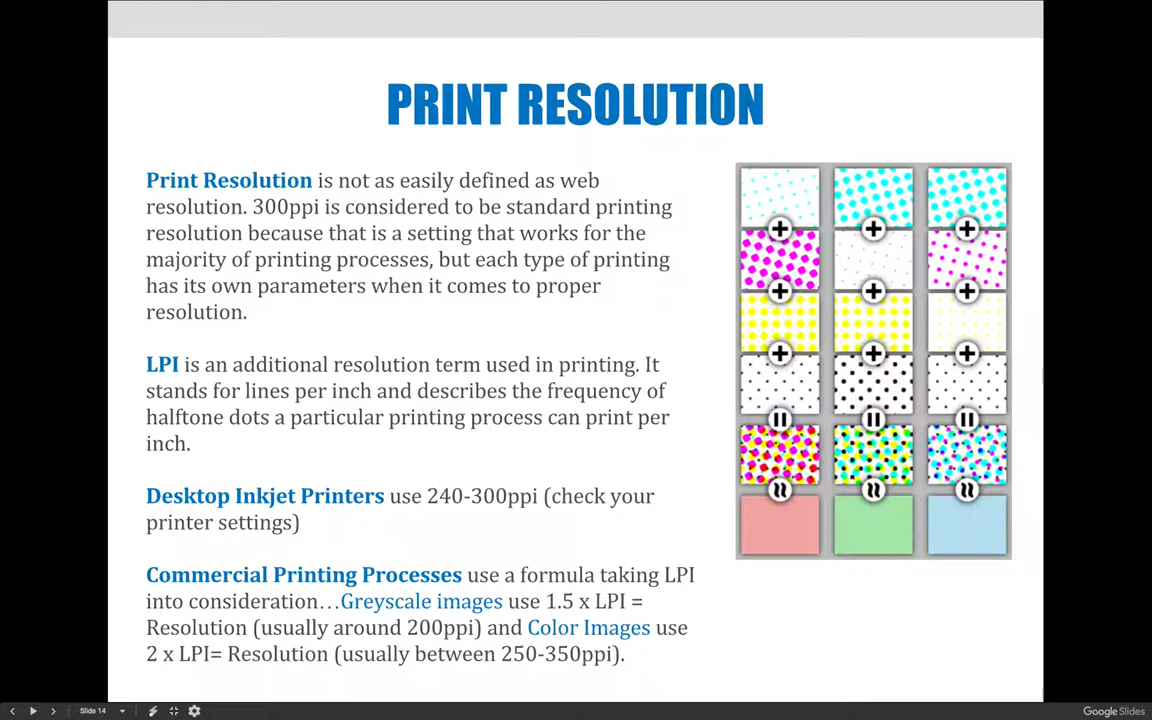 PRINT RESOLUTION
Print Resolution is not as easily defined as web
resolution. 300ppi is considered to be standard printing
resolution because that is a setting that works for the
majority of printing processes, but each type of printing
has its own parameters when it comes to proper
resolution.
LPI is an additional resolution term used in printing. It
stands for lines per inch and describes the frequency of
halftone dots a particular printing process can print per
inch.
Desktop Inkjet Printers use 240-300ppi (check your
printer settings)
Commercial Printing Processes use a formula taking LPI
into consideration…Greyscale images use 1.5 x LPI =
Resolution (usually around 200ppi) and Color Images use
2 x LPI= Resolution (usually between 250-350ppi).
Slide 14
Google Slides